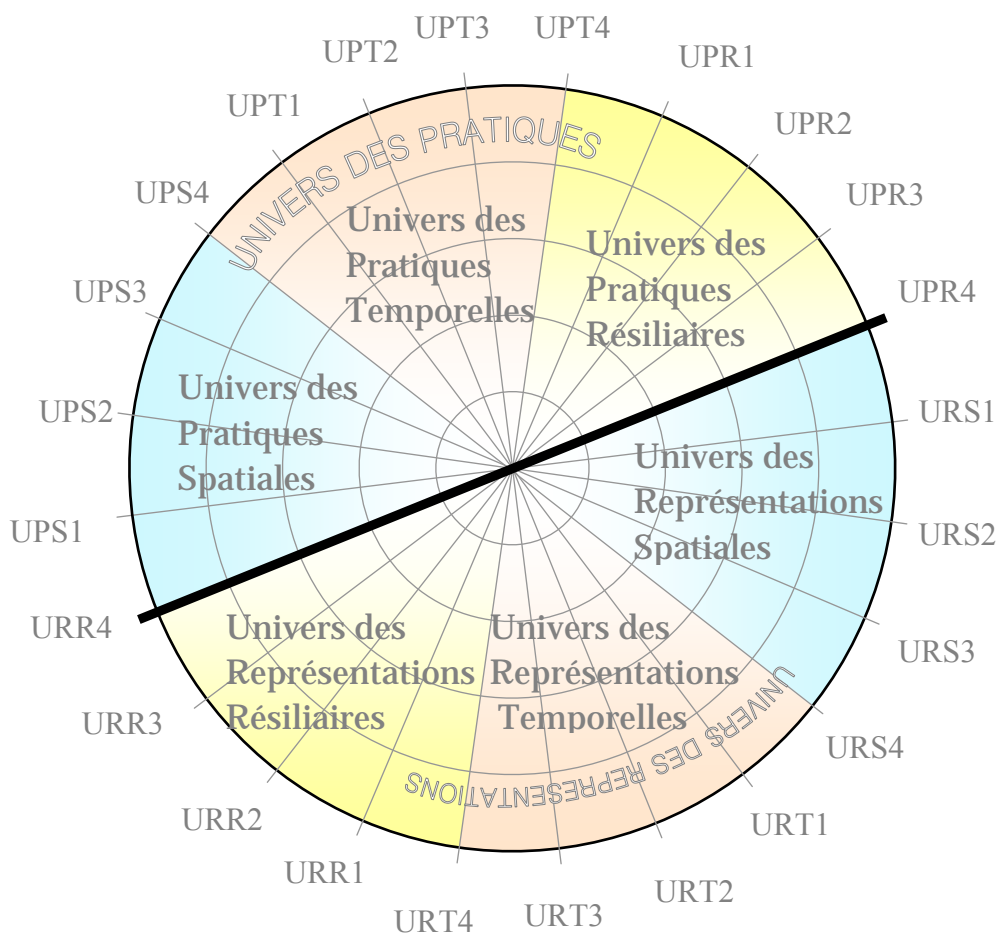 UPT3
UPT4
UPT2
UPR1
UPT1
UPR2
UPS4
UPR3
UNIVERS DES PRATIQUES
Univers des
Pratiques
Temporelles
Univers des
Pratiques
Résiliaires
UPS3
UPR4
Univers des
Pratiques
Spatiales
UPS2
URS1
Univers des
Représentations
Spatiales
UPS1
URS2
URR4
URS3
Univers des
Représentations
Résiliaires
Univers des
Représentations
Temporelles
UNIVERS DES REPRESENTATIONS
URR3
URS4
URR2
URT1
URR1
URT2
URT4
URT3